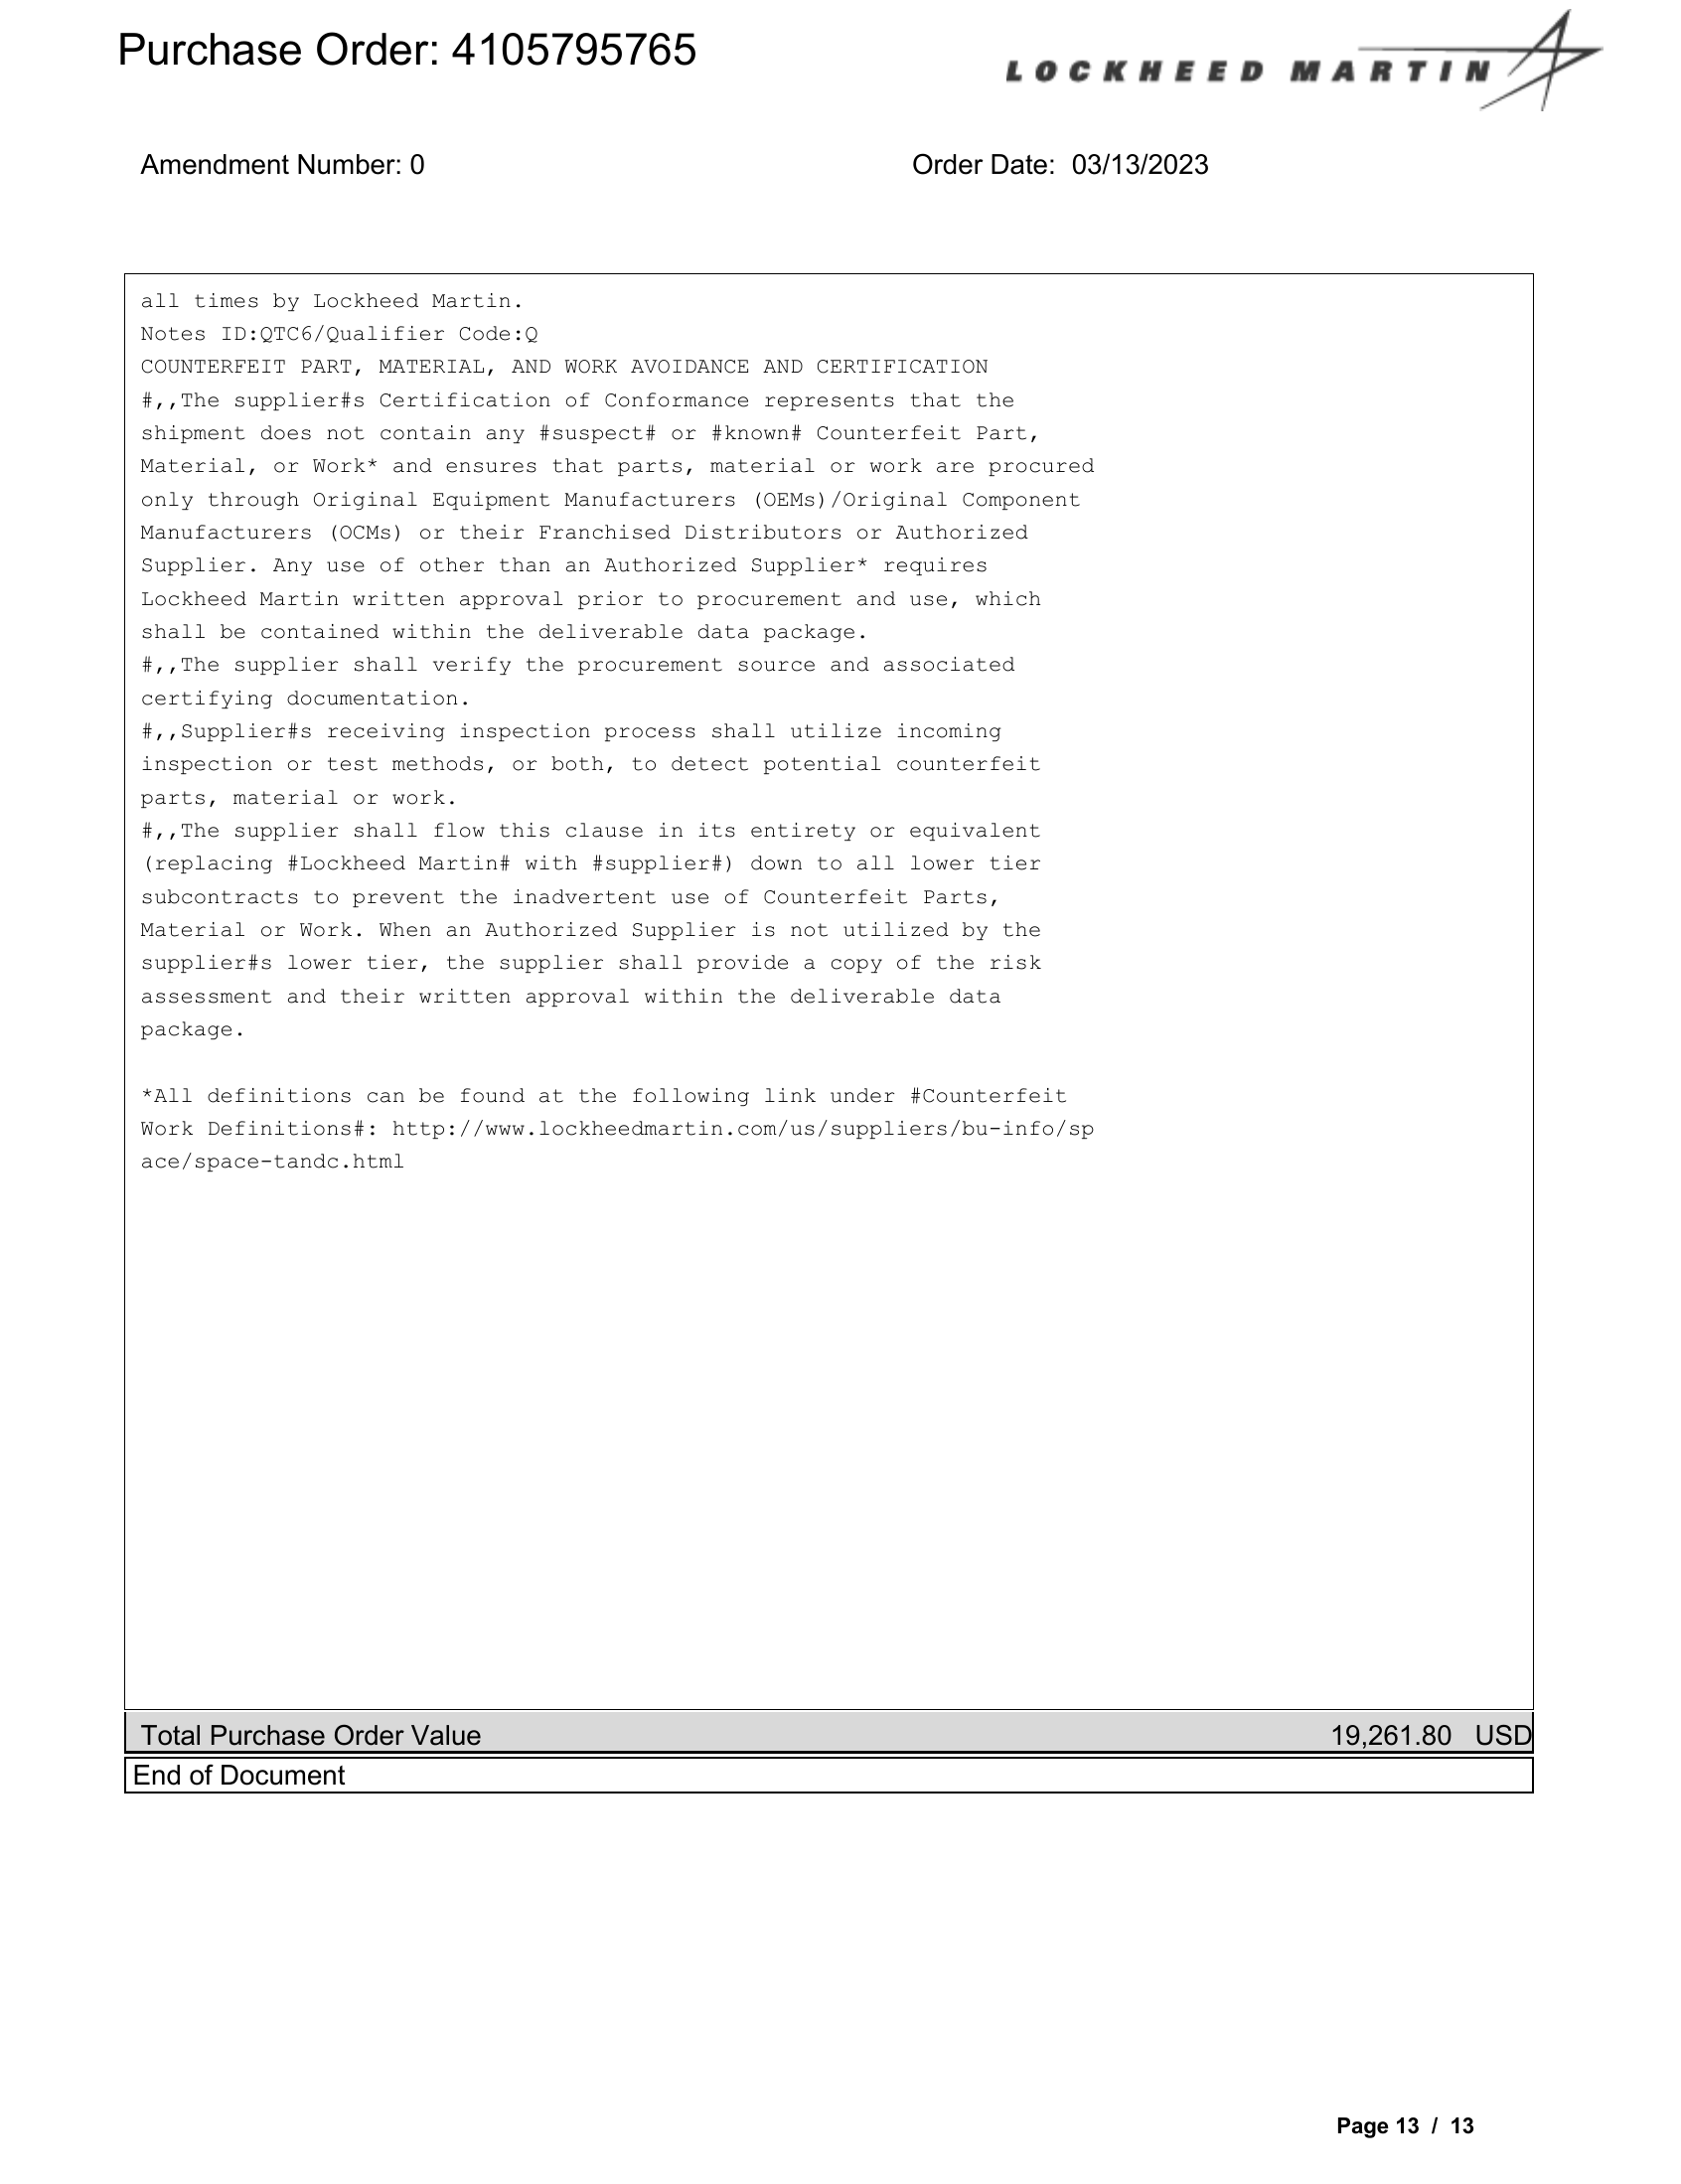 Purchase Order: 4105795765
LOCKHEED MARTIN
Amendment Number: 0 Order Date: 03/13/2023
all times by Lockheed Martin.
Notes ID:QTC6/Qualifier Code:Q
COUNTERFEIT PART, MATERIAL, AND WORK AVOIDANCE AND CERTIFICATION
#,,The supplier#s Certification of Conformance represents that the
shipment does not contain any #suspect# or #known# Counterfeit Part,
Material, or Work* and ensures that parts, material or work are procured
only through Original Equipment Manufacturers (OEMs)/Original Component
Manufacturers (OCMs) or their Franchised Distributors or Authorized
Supplier. Any use of other than an Authorized Supplier* requires
Lockheed Martin written approval prior to procurement and use, which
shall be contained within the deliverable data package.
#,,The supplier shall verify the procurement source and associated
certifying documentation.
#,,Supplier#s receiving inspection process shall utilize incoming
inspection or test methods, or both, to detect potential counterfeit
parts, material or work.
#,,The supplier shall flow this clause in its entirety or equivalent
(replacing #Lockheed Martin# with #supplier#) down to all lower tier
subcontracts to prevent the inadvertent use of Counterfeit Parts,
Material or Work. When an Authorized Supplier is not utilized by the
supplier#s lower tier, the supplier shall provide a copy of the risk
assessment and their written approval within the deliverable data
package.
*All definitions can be found at the following link under #Counterfeit
Work Definitions#: http://www.lockheedmartin.com/us/suppliers/bu-info/sp
ace/space-tandc.html
Total Purchase Order Value 19,261.80 USD
End of Document
Page 13 / 13